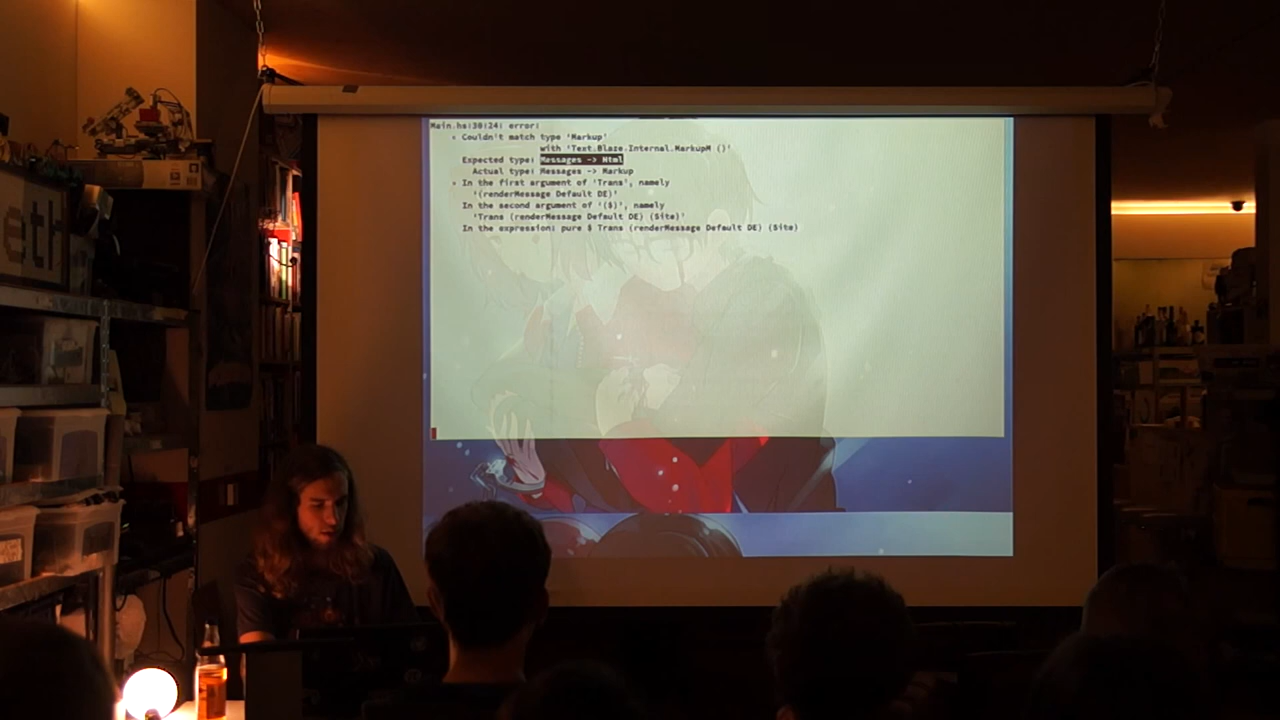 Main.hs:30:24: error:
• Couldn't match type 'Markup'
with 'Text.Blaze.Internal.MarkupM ()'
Expected type: Messages -> Html
Actual type: Messages -> Markup
• In the first argument of 'Trans', namely
'(renderMessage Default DE)'
In the second argument of '($)', namely
'Trans (renderMessage Default DE) (Site)'
In the expression: pure $ Trans (renderMessage Default DE) (Site)
eth